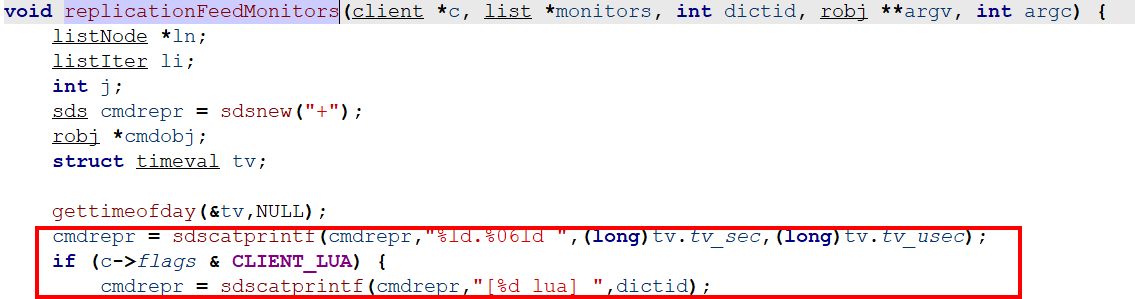 void replicationFeedMonitors(client *c, list *monitors, int dictid, robj **argv, int argc) {
listNode *ln;
listIter li;
int j;
sds cmdrepr = sdsnew("+");
robj *cmdobj;
struct timeval tv;
gettimeofday(&tv,NULL);
cmdrepr = sdscatprintf(cmdrepr,"%ld.%06ld ",(long)tv.tv_sec,(long)tv.tv_usec);
if (c->flags & CLIENT_LUA) {
cmdrepr = sdscatprintf(cmdrepr,"[%d lua] ",dictid);